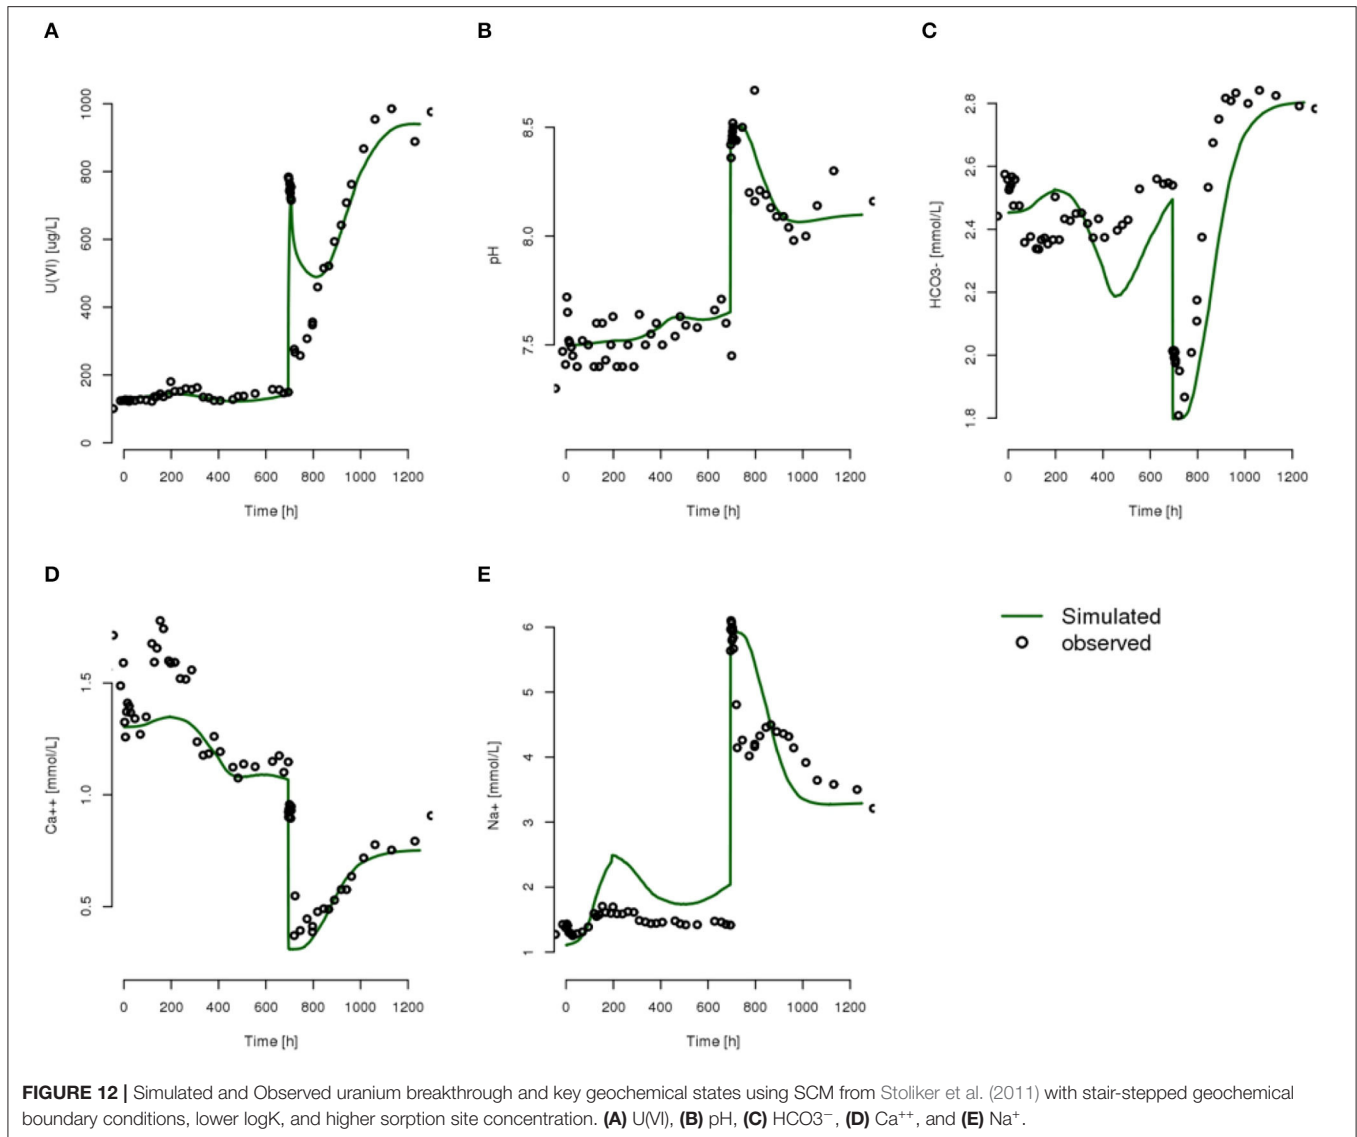 A
B
C
U(VI) [ug/L]
0 200 400 600 800 1000
0 200 400 600 800 1000 1200
Time [h]
pH
7.5 8.0 8.5
0 200 400 600 800 1000 1200
Time [h]
HCO3- [mmol/L]
1.8 2.0 2.2 2.4 2.6 2.8
0 200 400 600 800 1000 1200
Time [h]
D
E
Ca++ [mmol/L]
0.5 1.0 1.5
0 200 400 600 800 1000 1200
Time [h]
Na+ [mmol/L]
1 2 3 4 5 6
0 200 400 600 800 1000 1200
Time [h]
Simulated
observed
FIGURE 12 | Simulated and Observed uranium breakthrough and key geochemical states using SCM from Stoliker et al. (2011) with stair-stepped geochemical
boundary conditions, lower logK, and higher sorption site concentration. (A) U(VI), (B) pH, (C) HCO3⁻, (D) Ca⁺⁺, and (E) Na⁺.